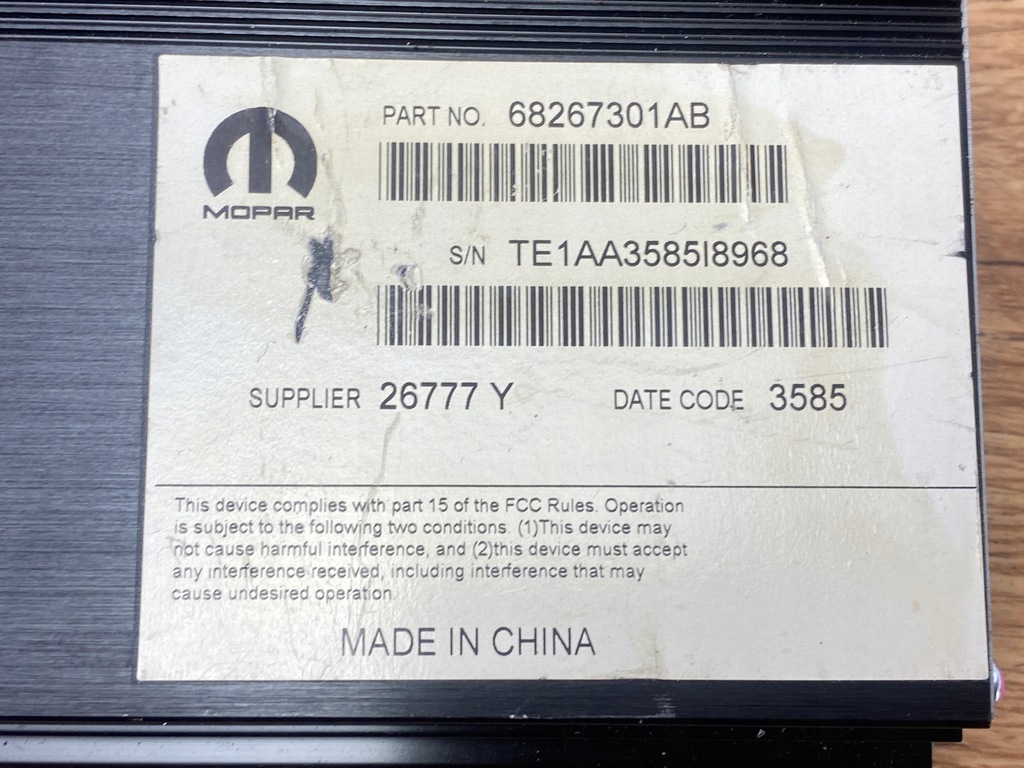 MOPAR
PART NO. 68267301AB
S/N TE1AA3585I8968
SUPPLIER 26777 Y DATE CODE 3585
This device complies with part 15 of the FCC Rules. Operation
is subject to the following two conditions. (1)This device may
not cause harmful interference, and (2)this device must accept
any interference received, including interference that may
cause undesired operation.
MADE IN CHINA